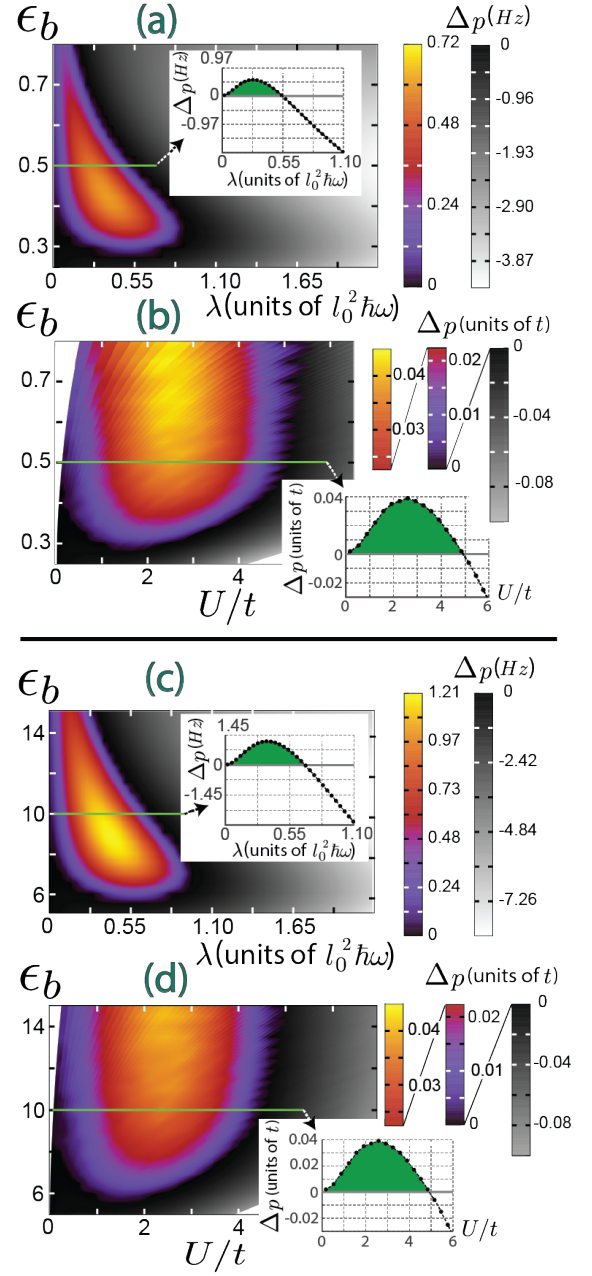 ϵb (a) Δp(Hz)
0.7
0.5
0.3
0 0.55 1.10 1.65
λ(units of l₀²ħω)
0.97
0
-0.97
Δp(Hz)
0 0.55 1.10
λ(units of l₀²ħω)
0.72
0.48
0.24
0
0
-0.96
-1.93
-2.90
-3.87
ϵb (b) Δp(units of t)
0.7
0.5
0.3
0 2 4
U/t
0.04
0.03
0.02
0.01
0
0
-0.04
-0.08
0.04
0
-0.02
Δp(units of t)
0 2 4 6 U/t
ϵb (c) Δp(Hz)
14
10
6
0 0.55 1.10 1.65
λ(units of l₀²ħω)
1.45
0
-1.45
Δp(Hz)
0 0.55 1.10
λ(units of l₀²ħω)
1.21
0.97
0.73
0.48
0.24
0
0
-2.42
-4.84
-7.26
ϵb (d) Δp(units of t)
14
10
6
0 2 4
U/t
0.04
0.03
0.02
0.01
0
0
-0.04
-0.08
0.04
0.04
0
-0.02
Δp(units of t)
0 2 4 6 U/t